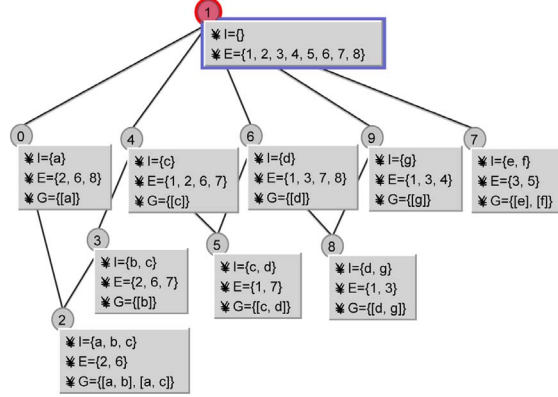 1
¥ I={}
¥ E={1, 2, 3, 4, 5, 6, 7, 8}
0
¥ I={a}
¥ E={2, 6, 8}
¥ G={[a]}
4
¥ I={c}
¥ E={1, 2, 6, 7}
¥ G={[c]}
6
¥ I={d}
¥ E={1, 3, 7, 8}
¥ G={[d]}
9
¥ I={g}
¥ E={1, 3, 4}
¥ G={[g]}
7
¥ I={e, f}
¥ E={3, 5}
¥ G={[e], [f]}
3
¥ I={b, c}
¥ E={2, 6, 7}
¥ G={[b]}
5
¥ I={c, d}
¥ E={1, 7}
¥ G={[c, d]}
8
¥ I={d, g}
¥ E={1, 3}
¥ G={[d, g]}
2
¥ I={a, b, c}
¥ E={2, 6}
¥ G={[a, b], [a, c]}